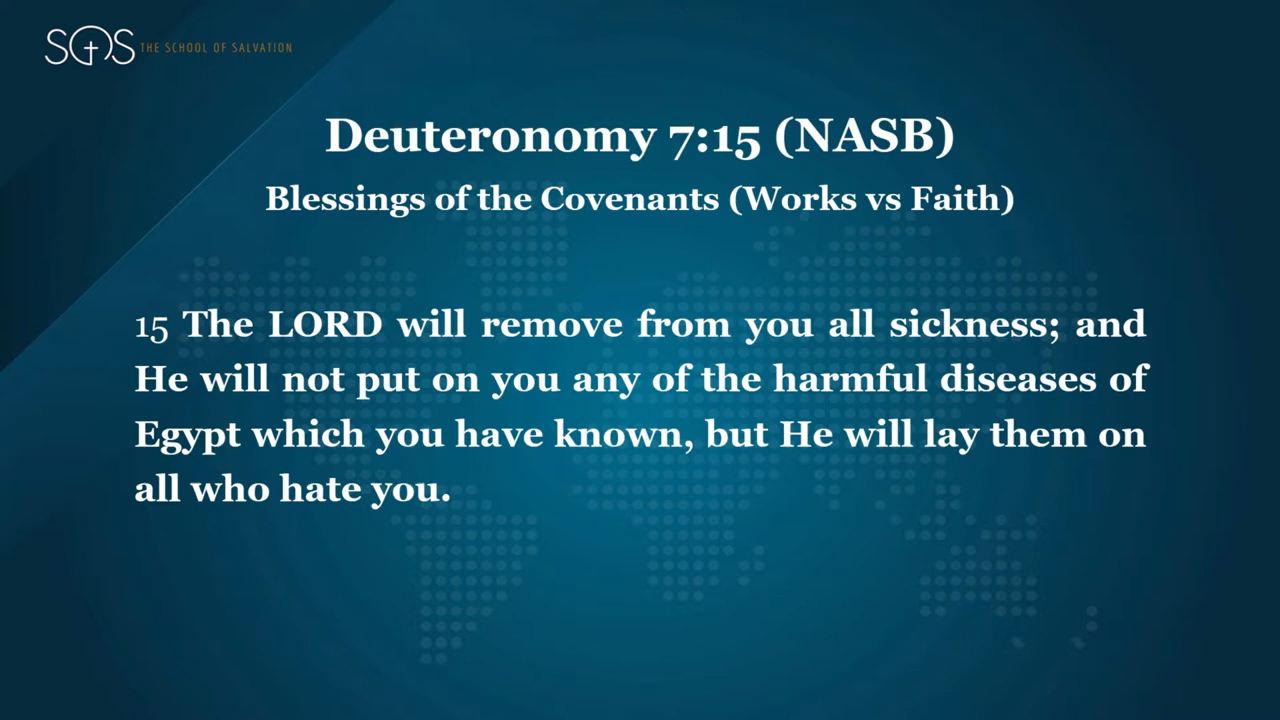 SOS THE SCHOOL OF SALVATION
Deuteronomy 7:15 (NASB)
Blessings of the Covenants (Works vs Faith)
15 The LORD will remove from you all sickness; and
He will not put on you any of the harmful diseases of
Egypt which you have known, but He will lay them on
all who hate you.